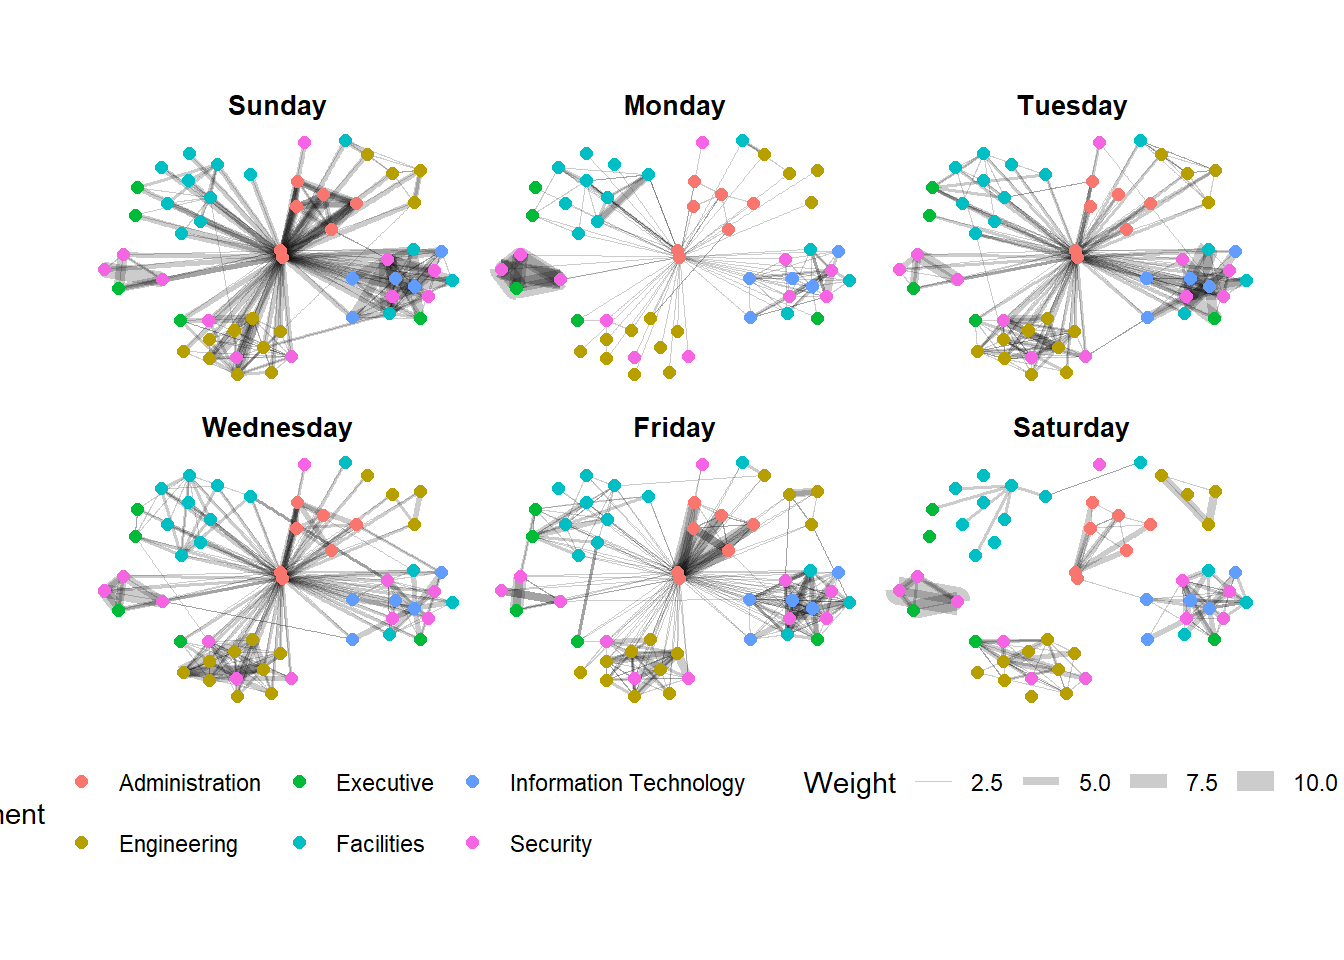 Sunday Monday Tuesday
Wednesday Friday Saturday
Administration Executive Information Technology Weight 2.5 5.0 7.5 10.0
Engineering Facilities Security